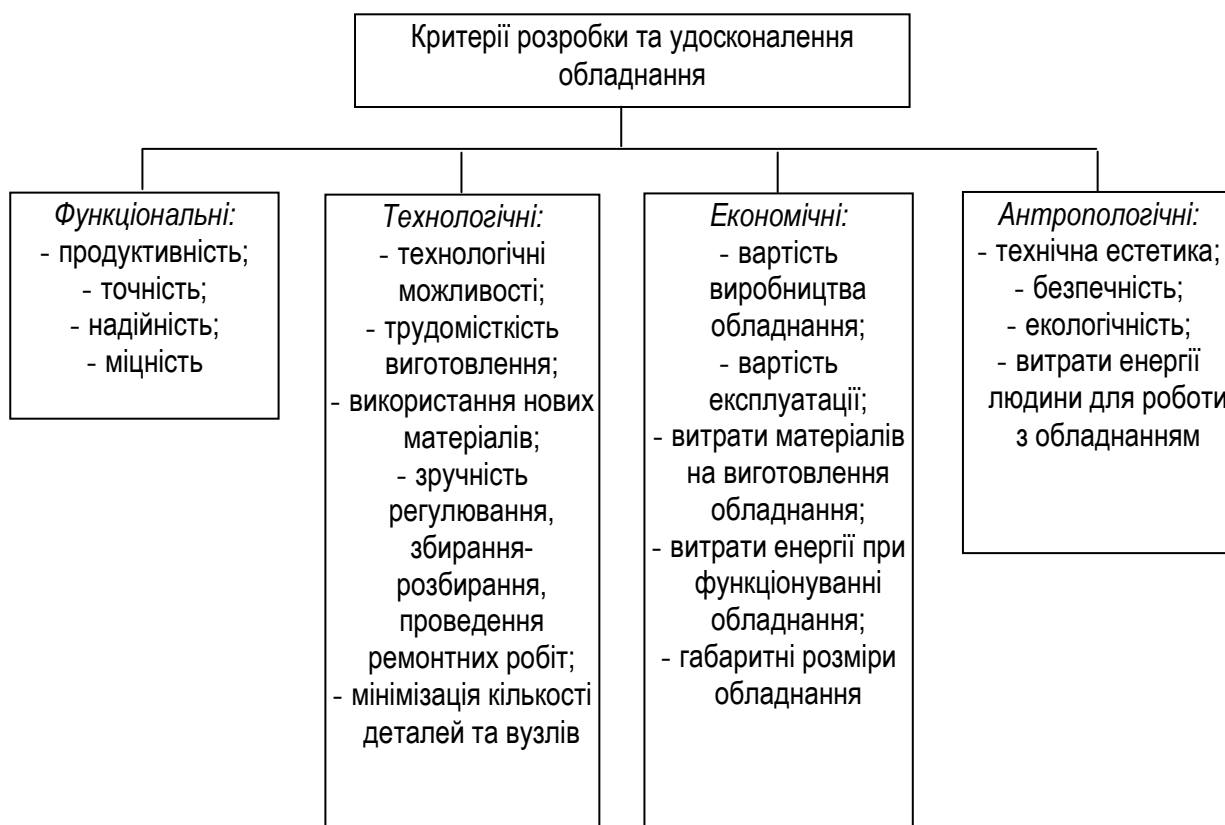 Критерії розробки та удосконалення
обладнання
Функціональні:
- продуктивність;
- точність;
- надійність;
- міцність
Технологічні:
- технологічні
можливості;
- трудомісткість
виготовлення;
- використання нових
матеріалів;
- зручність
регулювання,
збирання-
розбирання,
проведення
ремонтних робіт;
- мінімізація кількості
деталей та вузлів
Економічні:
- вартість
виробництва
обладнання;
- вартість
експлуатації;
- витрати матеріалів
на виготовлення
обладнання;
- витрати енергії при
функціонуванні
обладнання;
- габаритні розміри
обладнання
Антропологічні:
- технічна естетика;
- безпечність;
- екологічність;
- витрати енергії
людини для роботи
з обладнанням